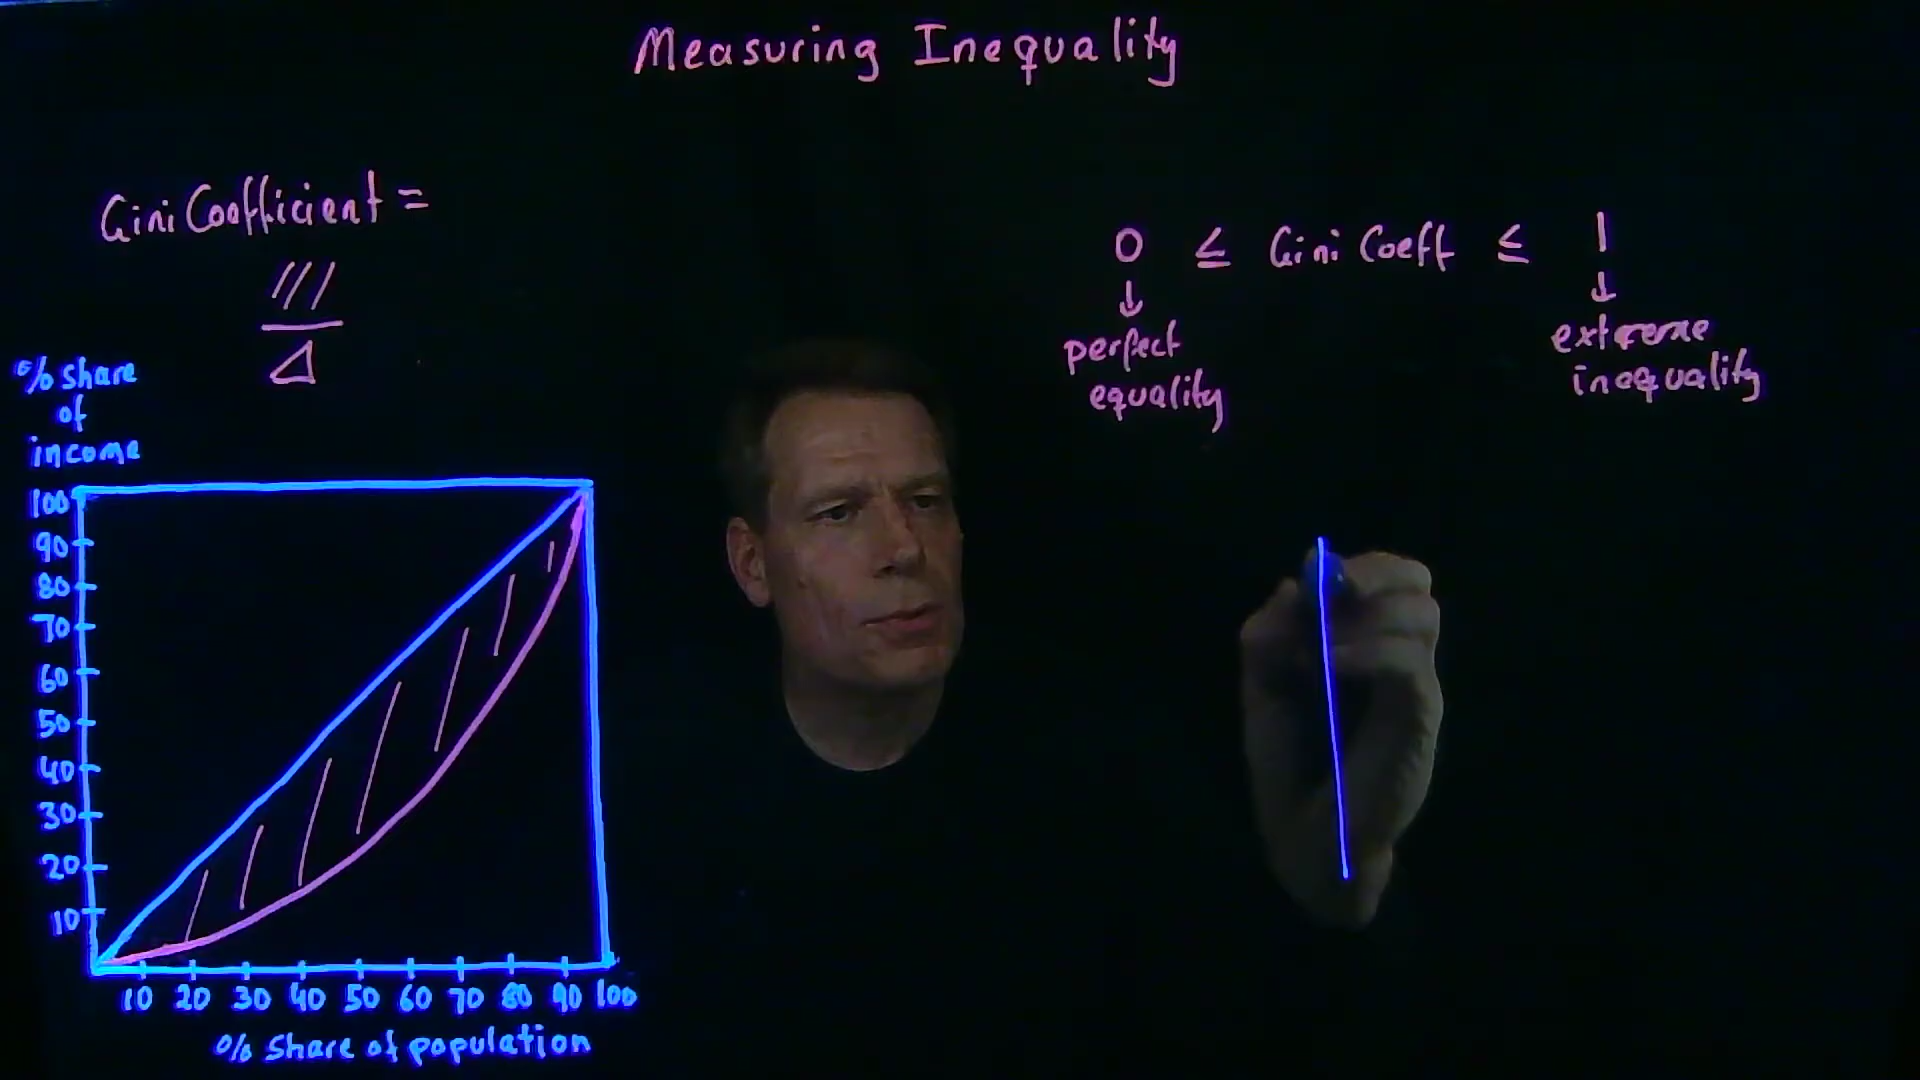 Measuring Inequality
Gini Coefficient =
0 ≤ Gini Coeff ≤ 1
perfect
equality
extreme
inequality
% share
of
income
100
90
80
70
60
50
40
30
20
10
10 20 30 40 50 60 70 80 90 100
% share of population